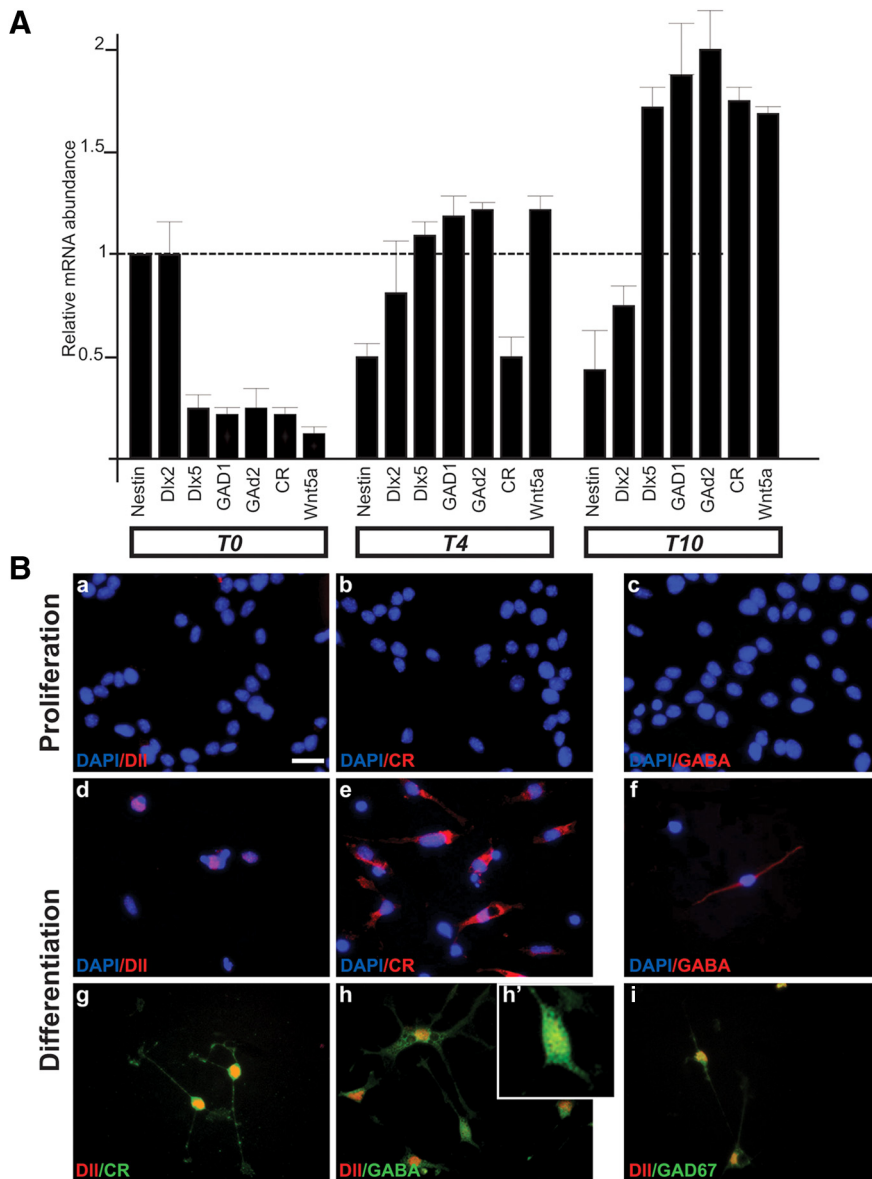 A
Relative mRNA abundance
2
1.5
1
0.5
Nestin
Dlx2
Dlx5
GAD1
GAd2
CR
Wnt5a
Nestin
Dlx2
Dlx5
GAD1
GAd2
CR
Wnt5a
Nestin
Dlx2
Dlx5
GAD1
GAd2
CR
Wnt5a
T0 T4 T10
B
Proliferation
a b c
DAPI/Dll DAPI/CR DAPI/GABA
Differentiation
d e f
DAPI/Dll DAPI/CR DAPI/GABA
g h h' i
Dll/CR Dll/GABA Dll/GAD67